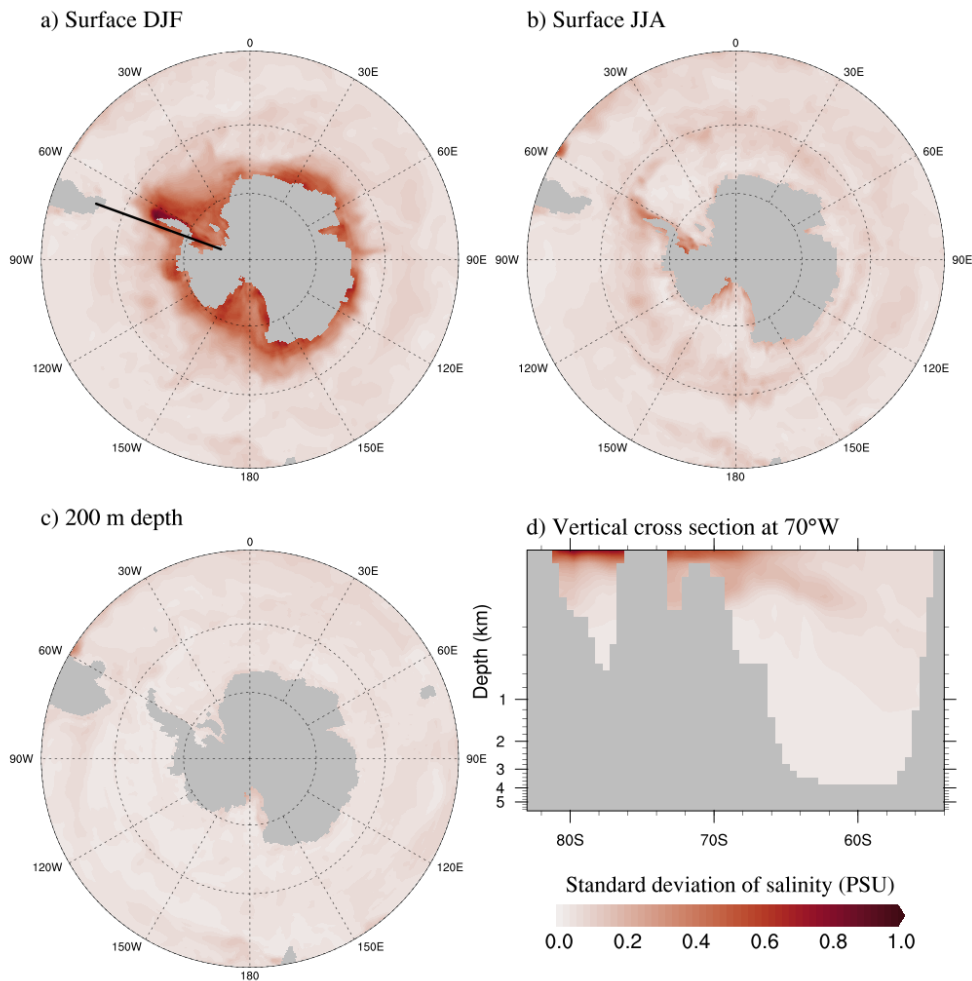 a) Surface DJF
0
30W
30E
60W
60E
90W
90E
120W
120E
150W
150E
180
b) Surface JJA
0
30W
30E
60W
60E
90W
90E
120W
120E
150W
150E
180
c) 200 m depth
0
30W
30E
60W
60E
90W
90E
120W
120E
150W
150E
180
d) Vertical cross section at 70°W
Depth (km)
1
2
3
4
5
80S 70S 60S
Standard deviation of salinity (PSU)
0.0 0.2 0.4 0.6 0.8 1.0